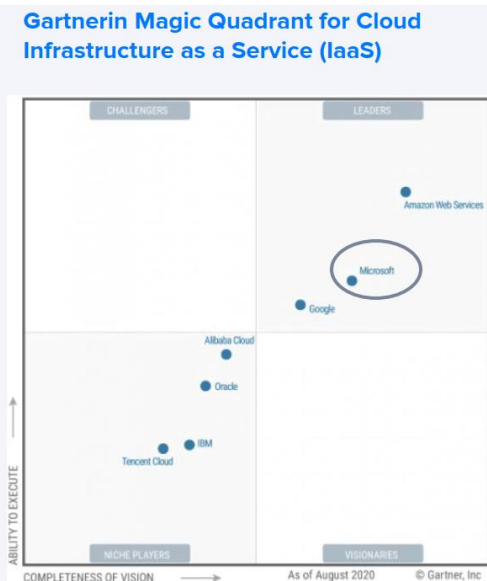 Gartnerin Magic Quadrant for Cloud
Infrastructure as a Service (IaaS)
CHALLENGERS
LEADERS
Amazon Web Services
Microsoft
Google
Alibaba Cloud
Oracle
IBM
Tencent Cloud
ABILITY TO EXECUTE
NICHE PLAYERS
VISIONARIES
COMPLETENESS OF VISION
As of August 2020
© Gartner, Inc